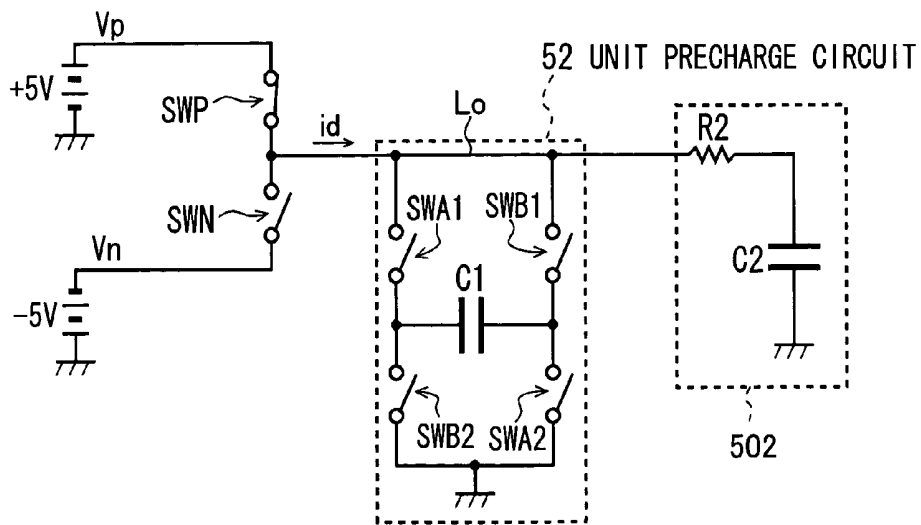 52 UNIT PRECHARGE CIRCUIT
Vp
+5V
SWP
id
Lo
R2
SWN
SWA1
SWB1
Vn
C1
C2
-5V
SWB2
SWA2
502